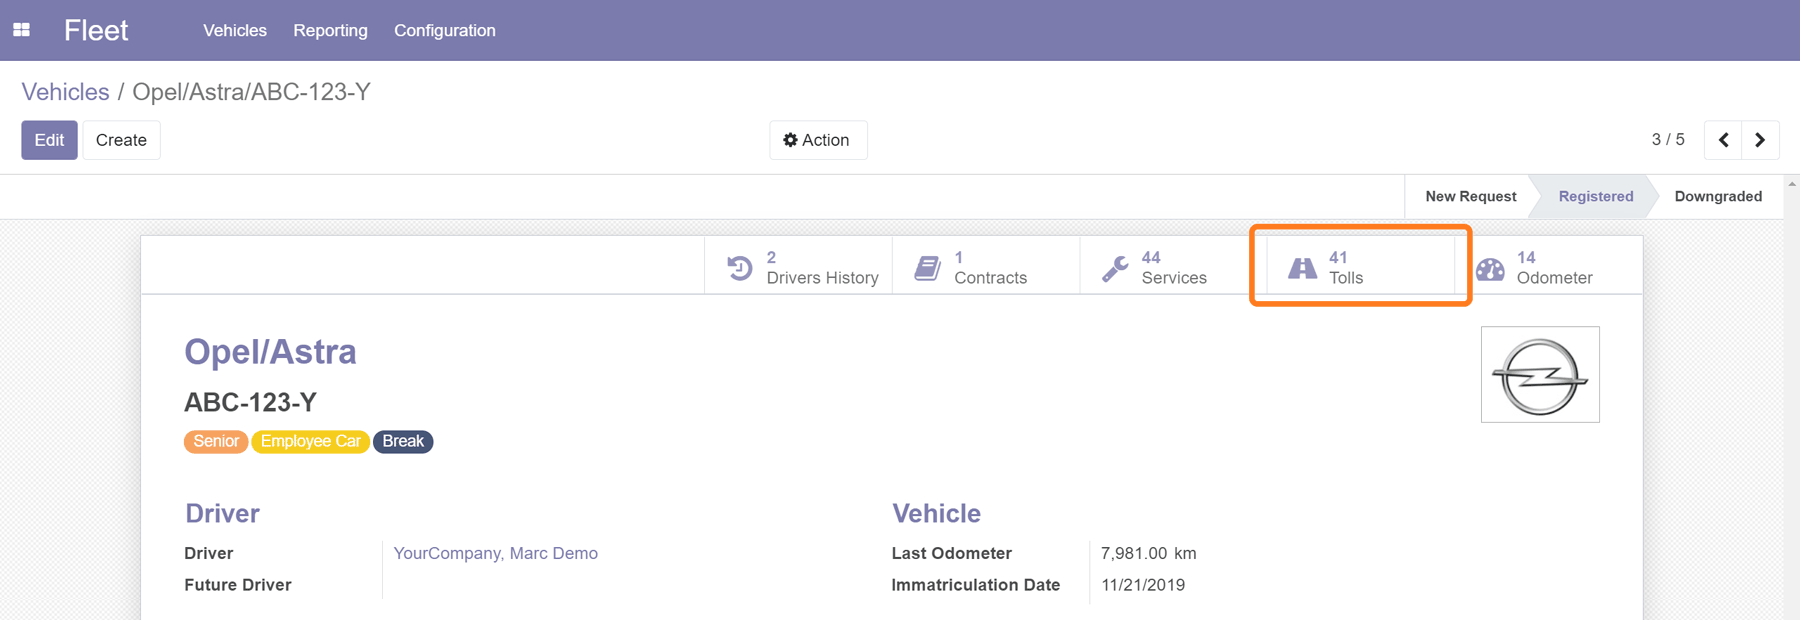 Fleet Vehicles Reporting Configuration
Vehicles / Opel/Astra/ABC-123-Y
Edit Create Action 3 / 5
New Request Registered Downgraded
2 Drivers History
1 Contracts
44 Services
41 Tolls
14 Odometer
Opel/Astra
ABC-123-Y
Senior Employee Car Break
Driver
Driver YourCompany, Marc Demo
Future Driver
Vehicle
Last Odometer 7,981.00 km
Immatriculation Date 11/21/2019